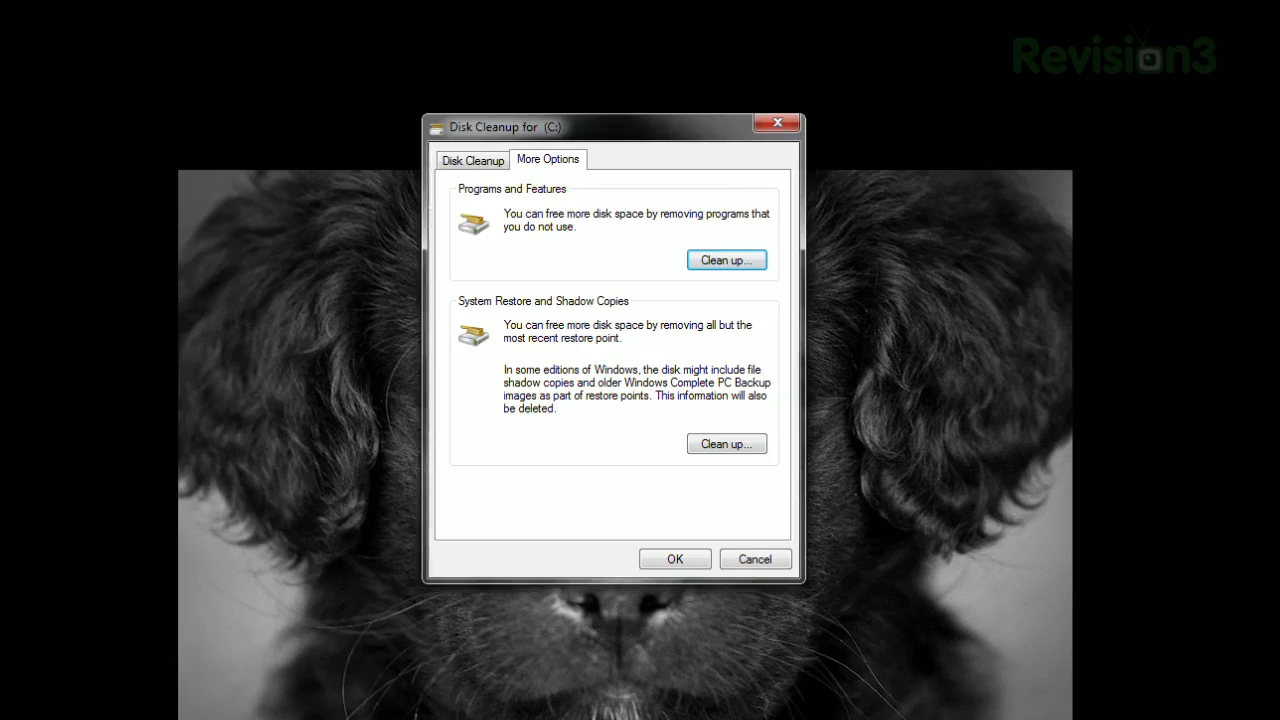 Revision3
Disk Cleanup for (C:)
Disk Cleanup
More Options
Programs and Features
You can free more disk space by removing programs that
you do not use.
Clean up...
System Restore and Shadow Copies
You can free more disk space by removing all but the
most recent restore point.
In some editions of Windows, the disk might include file
shadow copies and older Windows Complete PC Backup
images as part of restore points. This information will also
be deleted.
Clean up...
OK
Cancel